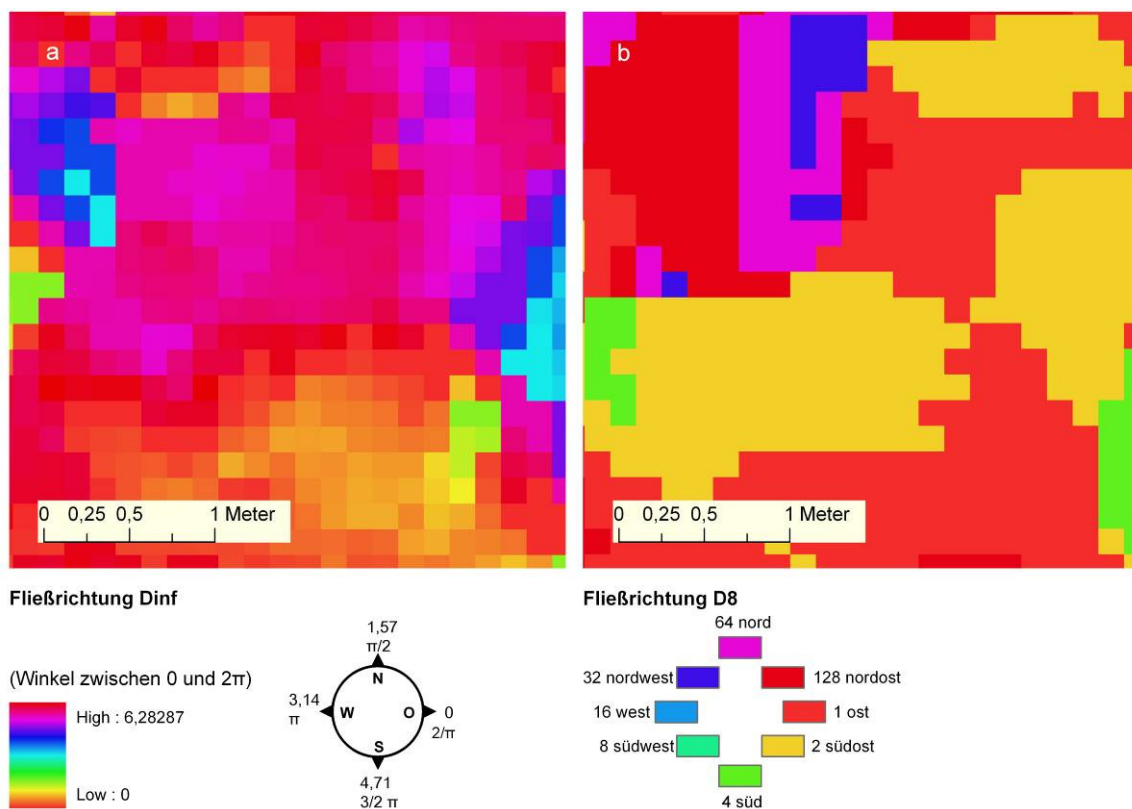 a
b
0 0,25 0,5 1 Meter
0 0,25 0,5 1 Meter
Fließrichtung Dinf
(Winkel zwischen 0 und 2π)
High : 6,28287
Low : 0
1,57
π/2
N
3,14
π
W
O
0
2/π
S
4,71
3/2 π
Fließrichtung D8
64 nord
32 nordwest
128 nordost
16 west
1 ost
8 südwest
2 südost
4 süd